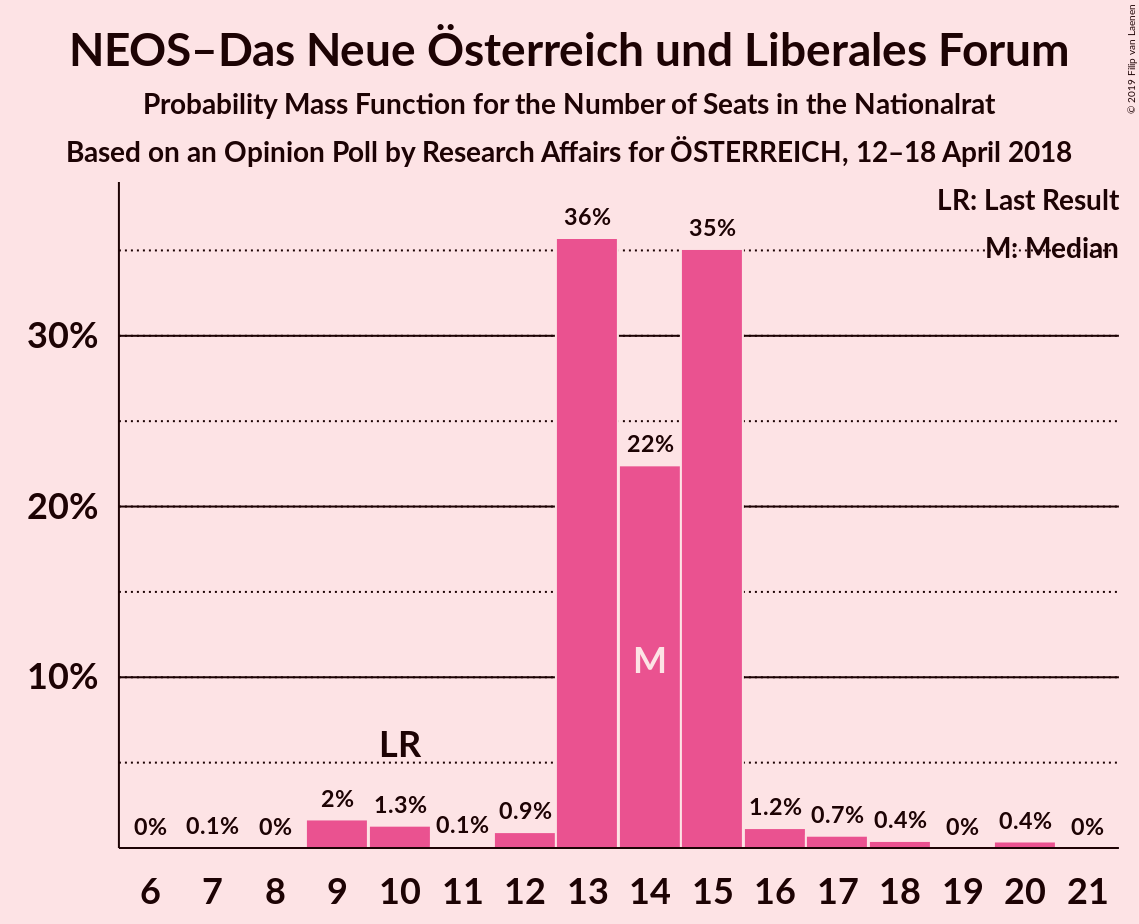 NEOS–Das Neue Österreich und Liberales Forum
Probability Mass Function for the Number of Seats in the Nationalrat
Based on an Opinion Poll by Research Affairs for ÖSTERREICH, 12–18 April 2018
© 2019 Filip van Laenen
LR: Last Result
M: Median
36%
35%
30%
22%
20%
M
10%
LR
0%
0.1%
0%
2%
1.3%
0.1%
0.9%
1.2%
0.7%
0.4%
0%
0.4%
0%
6 7 8 9 10 11 12 13 14 15 16 17 18 19 20 21